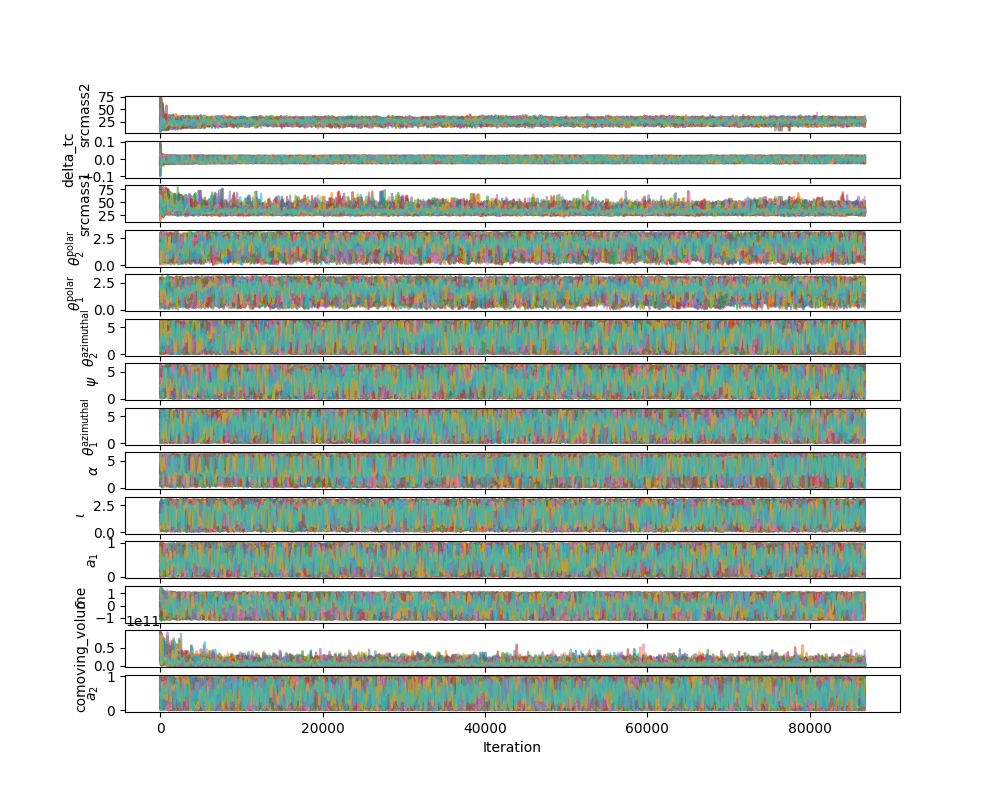 srcmass2
75
50
25
delta_tc
0.1
0.0
−0.1
srcmass1
75
50
25
θ₂^polar
2.5
0.0
θ₁^polar
2.5
0.0
θ₂^azimuthal
5
0
ψ
5
0
θ₁^azimuthal
5
0
α
5
0
ι
2.5
0.0
a₁
1
0
1
0
−1
comoving_volume
1e11
0.5
0.0
a₂
1
0
0 20000 40000 60000 80000
Iteration